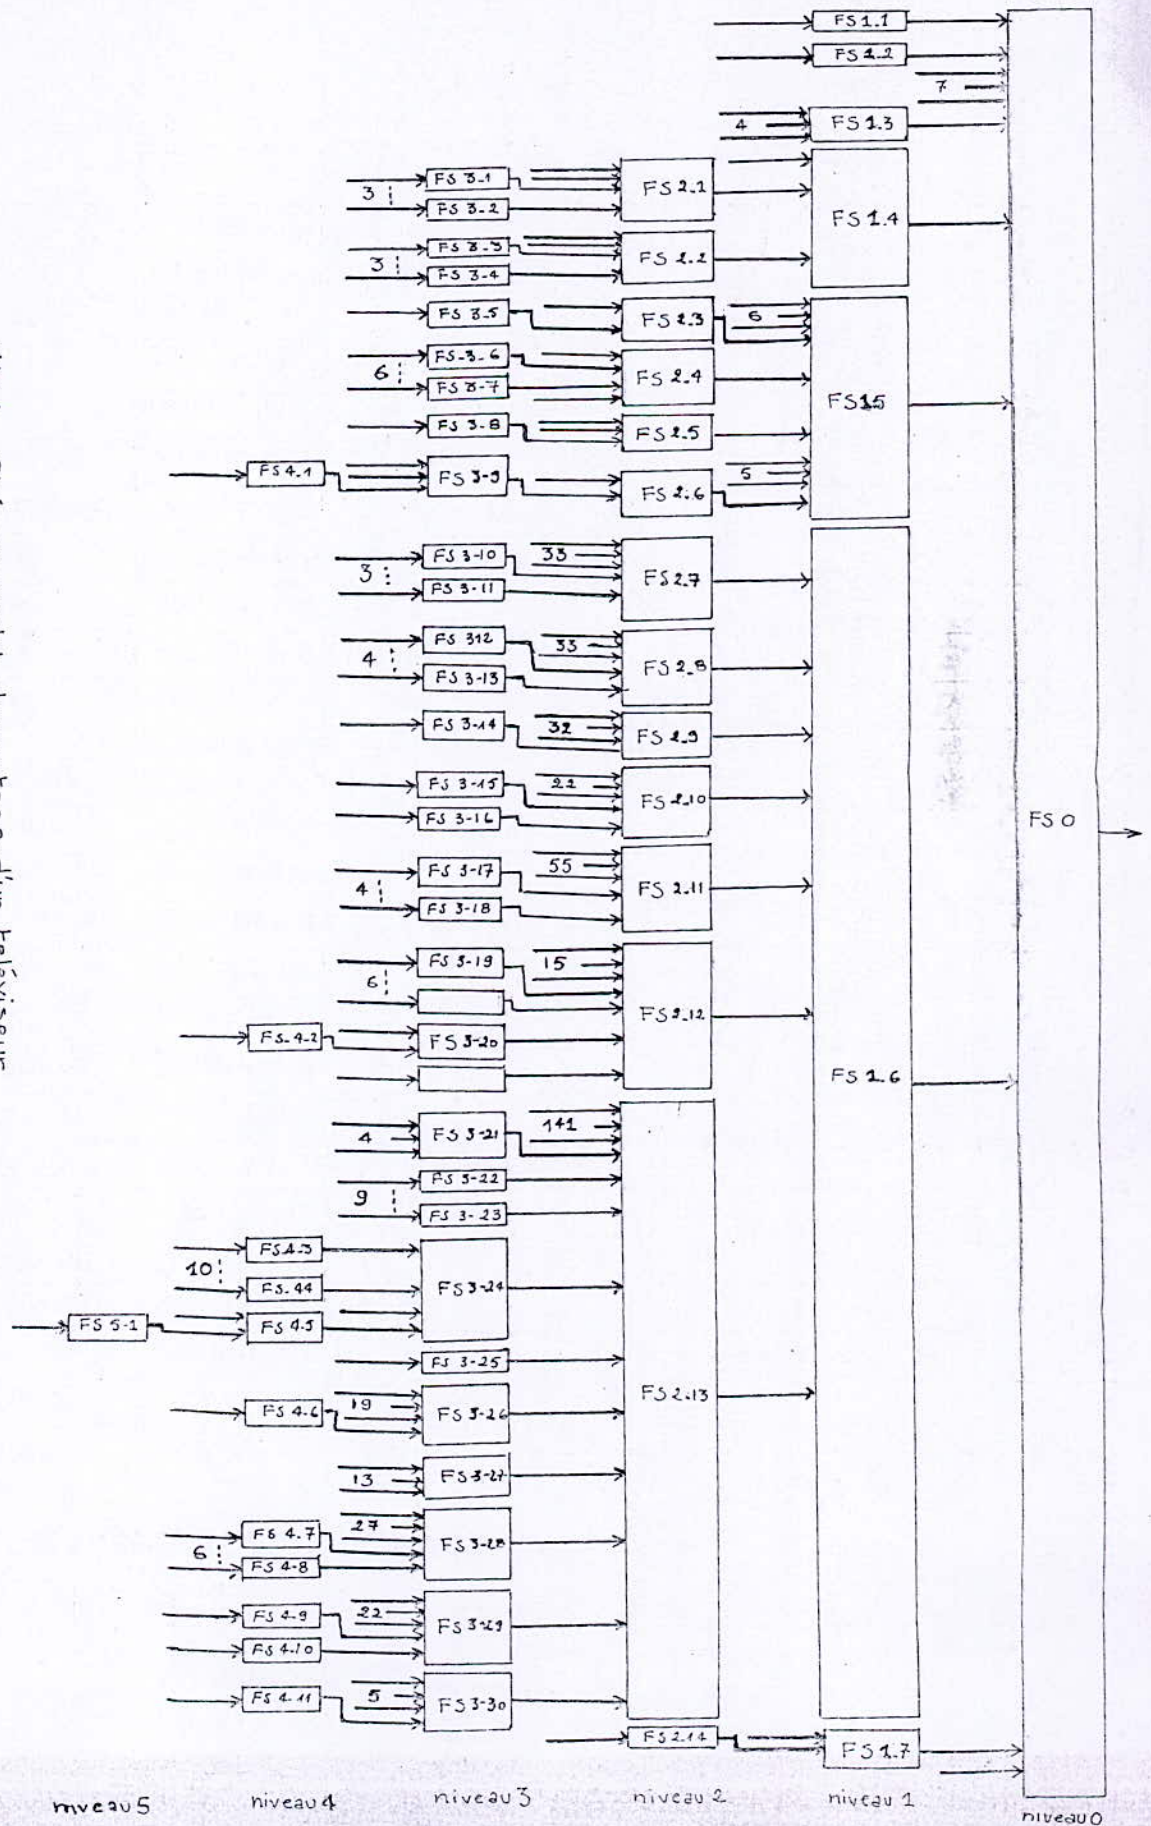 FS 1.1
FS 1.2
7
4
FS 1.3
FS 3-1
3
FS 3-2
FS 2.1
FS 1.4
FS 3-3
3
FS 3-4
FS 2.2
FS 3.5
FS 2.3
6
FS-3-6
6
FS 3-7
FS 2.4
FS 1.5
FS 3-8
FS 2.5
FS 4.1
FS 3-9
FS 2.6
5
FS 3-10
3
FS 3-11
33
FS 2.7
FS 312
4
FS 3-13
33
FS 2.8
FS 3-14
32
FS 2.9
FS 3-15
FS 3-16
22
FS 2.10
FS 0
FS 3-17
4
FS 3-18
55
FS 2.11
FS 3-19
6
15
FS 2.12
FS-4-2
FS 3-20
FS 1.6
4
FS 3-21
141
FS 3-22
9
FS 3-23
FS 4.3
10
FS-44
FS 3-24
FS 5-1
FS 4.5
FS 3-25
FS 2.13
FS 4.6
19
FS 3-26
13
FS 3-27
FS 4.7
6
FS 4-8
27
FS 3-28
FS 4-9
FS 4.10
22
FS 3-29
FS 4-11
5
FS 3-30
FS 2.14
FS 1.7
niveau 5
niveau 4
niveau 3
niveau 2
niveau 1
niveau 0
d'un téléviseur